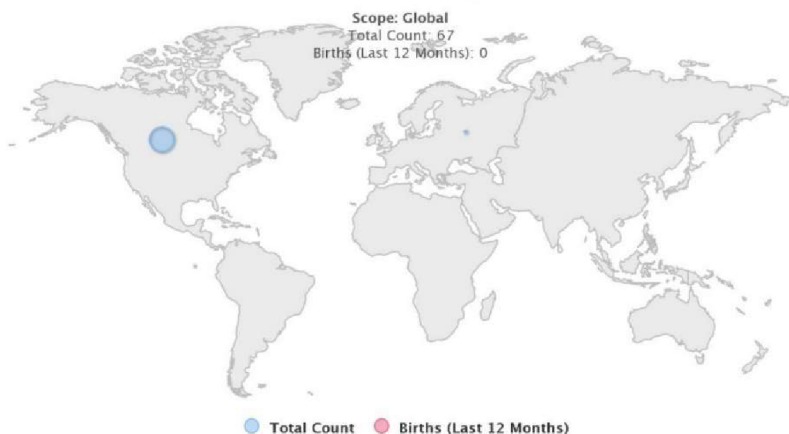 Scope: Global
Total Count: 67
Births (Last 12 Months): 0
Total Count Births (Last 12 Months)